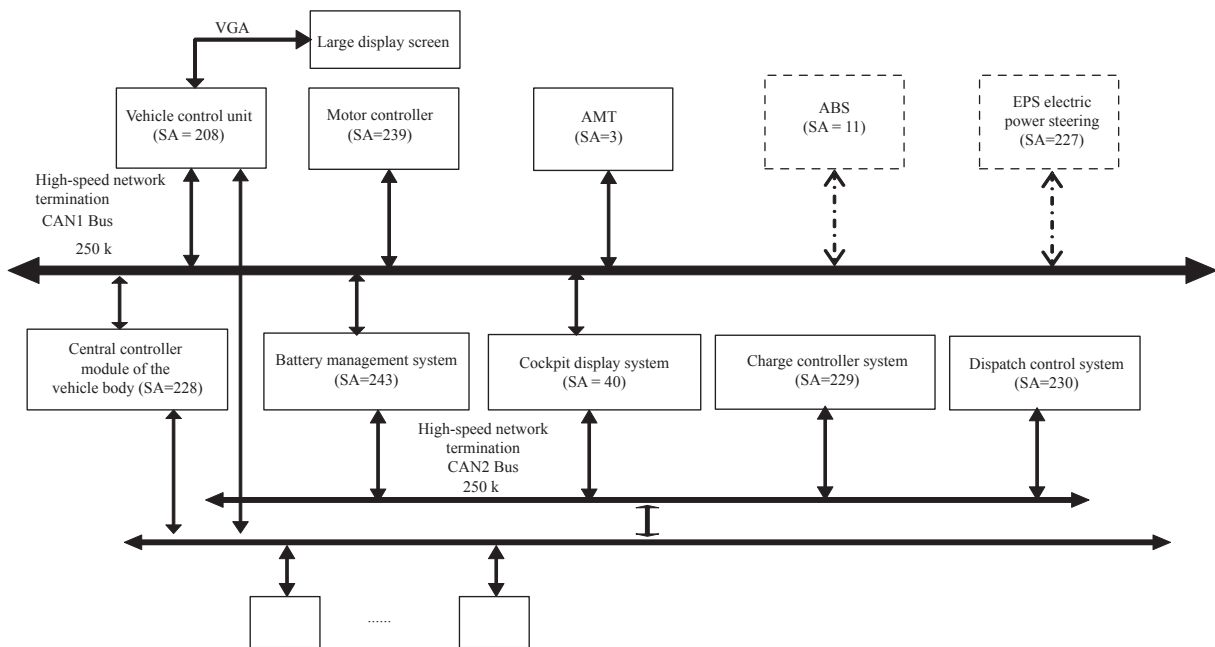 VGA
Large display screen
Vehicle control unit
(SA = 208)
Motor controller
(SA=239)
AMT
(SA=3)
ABS
(SA = 11)
EPS electric
power steering
(SA=227)
High-speed network
termination
CAN1 Bus
250 k
Central controller
module of the
vehicle body (SA=228)
Battery management system
(SA=243)
Cockpit display system
(SA = 40)
Charge controller system
(SA=229)
Dispatch control system
(SA=230)
High-speed network
termination
CAN2 Bus
250 k
......